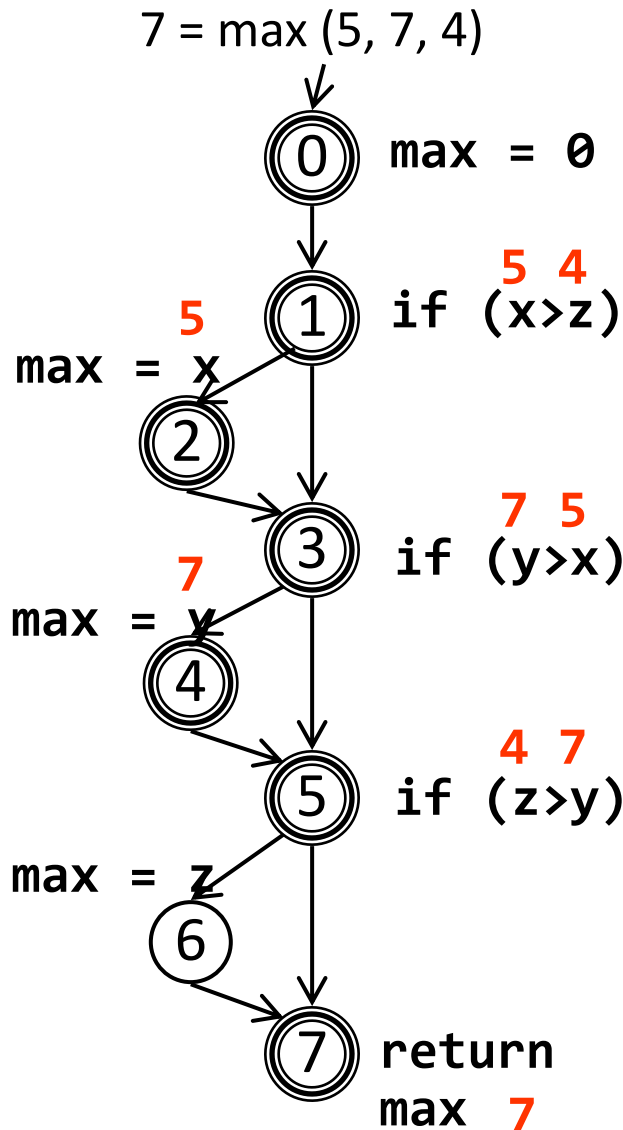 7 = max (5, 7, 4)
0 max = 0
5 4
1 if (x>z)
5
max = x
2
7 5
3 if (y>x)
7
max = y
4
4 7
5 if (z>y)
max = z
6
7 return
max 7